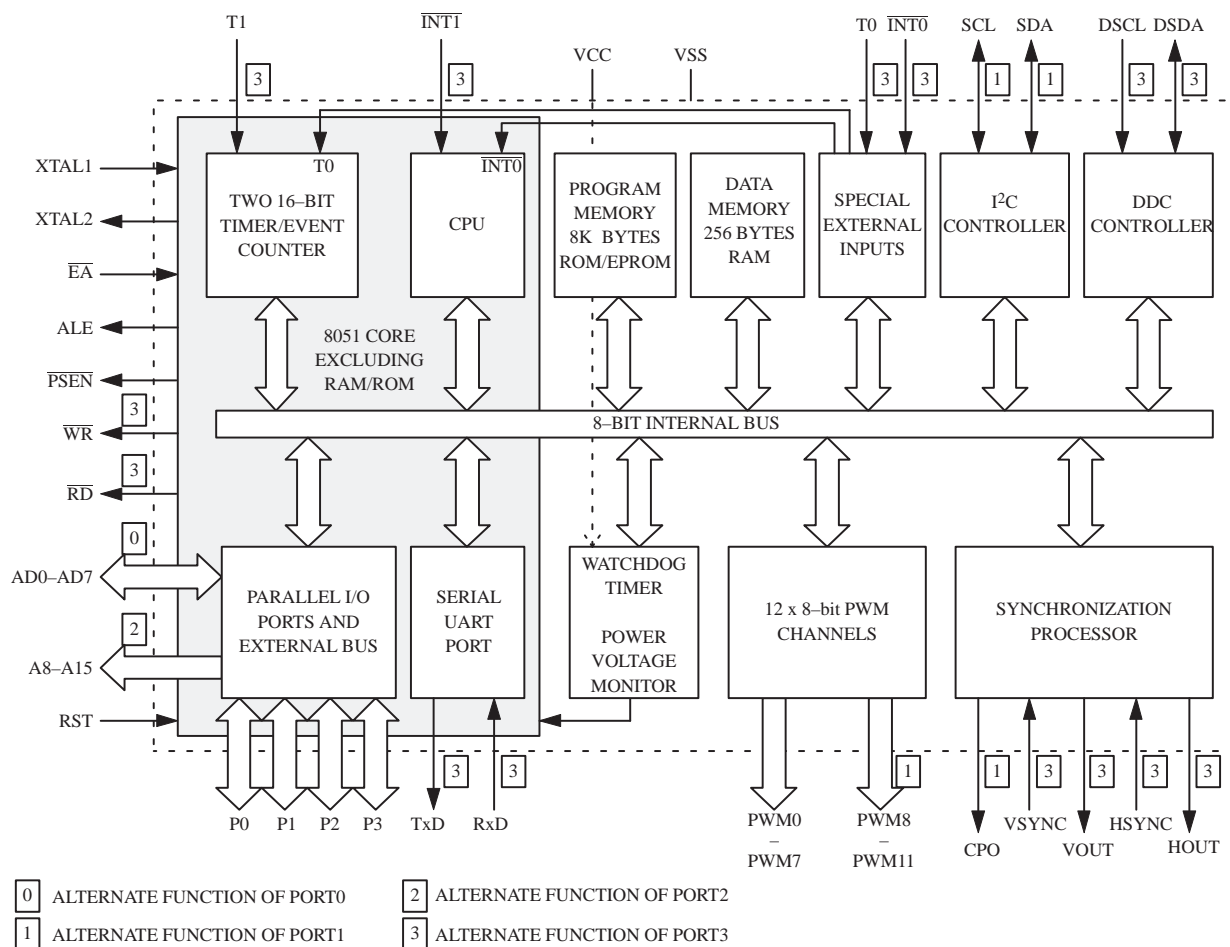 T1
INT1
T0
INT0
SCL
SDA
DSCL
DSDA
VCC
VSS
3
3
3
3
1
1
3
3
XTAL1
XTAL2
EA
ALE
PSEN
3
WR
3
RD
0
AD0–AD7
2
A8–A15
RST
T0
TWO 16–BIT
TIMER/EVENT
COUNTER
INT0
CPU
PROGRAM
MEMORY
8K BYTES
ROM/EPROM
DATA
MEMORY
256 BYTES
RAM
SPECIAL
EXTERNAL
INPUTS
I²C
CONTROLLER
DDC
CONTROLLER
8051 CORE
EXCLUDING
RAM/ROM
8–BIT INTERNAL BUS
PARALLEL I/O
PORTS AND
EXTERNAL BUS
SERIAL
UART
PORT
WATCHDOG
TIMER
POWER
VOLTAGE
MONITOR
12 x 8–bit PWM
CHANNELS
SYNCHRONIZATION
PROCESSOR
3
3
1
1
3
3
3
3
P0
P1
P2
P3
TxD
RxD
PWM0
–
PWM7
PWM8
–
PWM11
CPO
VSYNC
VOUT
HSYNC
HOUT
0 ALTERNATE FUNCTION OF PORT0
2 ALTERNATE FUNCTION OF PORT2
1 ALTERNATE FUNCTION OF PORT1
3 ALTERNATE FUNCTION OF PORT3